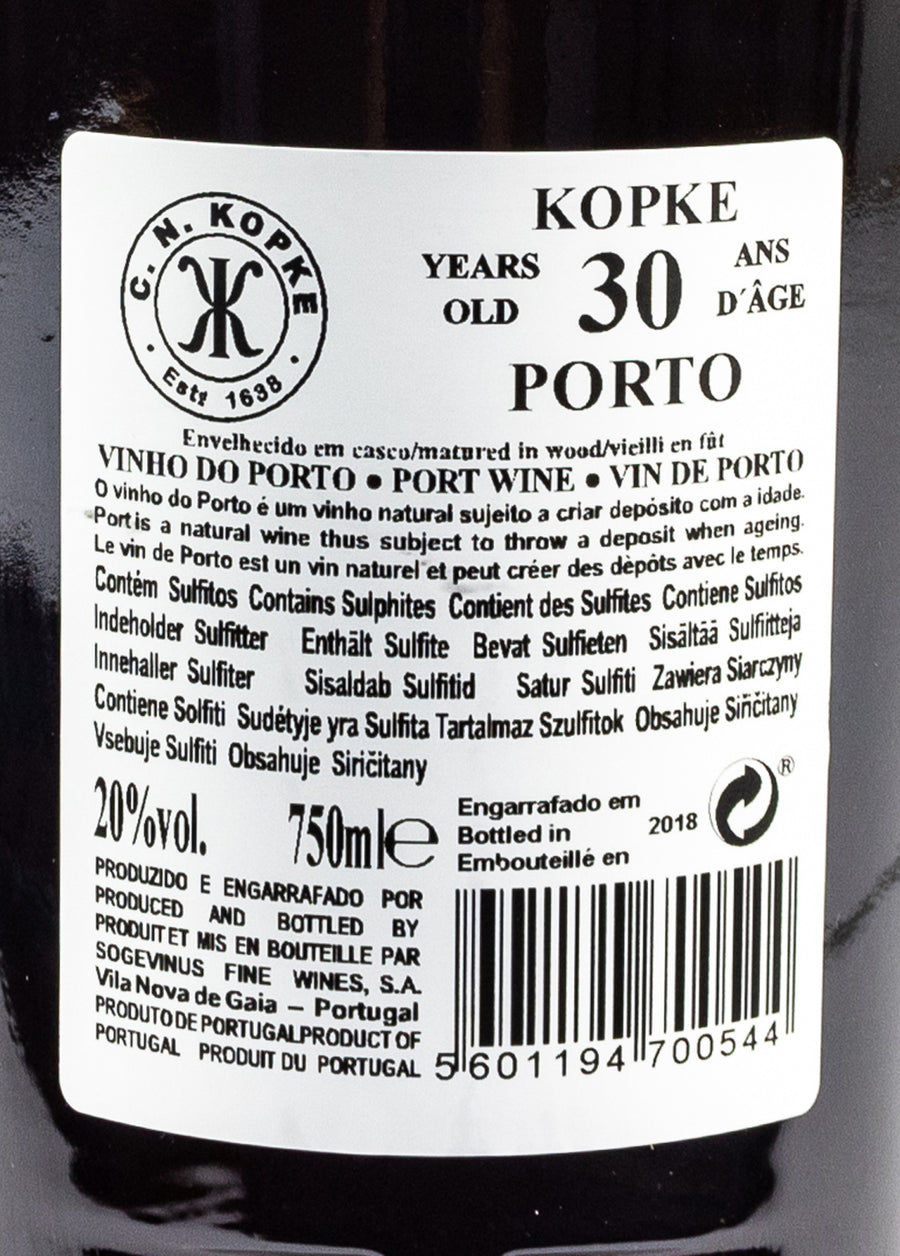 C. N. KOPKE
Estd 1638
KOPKE
YEARS OLD
30
ANS D´ÂGE
PORTO
Envelhecido em casco/matured in wood/vieilli en fût
VINHO DO PORTO • PORT WINE • VIN DE PORTO
O vinho do Porto é um vinho natural sujeito a criar depósito com a idade.
Port is a natural wine thus subject to throw a deposit when ageing.
Le vin de Porto est un vin naturel et peut créer des dèpôts avec le temps.
Contém Sulfitos Contains Sulphites Contient des Sulfites Contiene Sulfitos
Indeholder Sulfitter Enthält Sulfite Bevat Sulfieten Sisältää Sulfiitteja
Innehaller Sulfiter Sisaldab Sulfitid Satur Sulfiti Zawiera Siarczyny
Contiene Solfiti Sudétyje yra Sulfita Tartalmaz Szulfitok Obsahuje Siřičitany
Vsebuje Sulfiti Obsahuje Siričitany
20%vol.
750ml e
Engarrafado em
Bottled in
Embouteillé en
2018
®
PRODUZIDO E ENGARRAFADO POR
PRODUCED AND BOTTLED BY
PRODUIT ET MIS EN BOUTEILLE PAR
SOGEVINUS FINE WINES, S.A.
Vila Nova de Gaia – Portugal
PRODUTO DE PORTUGAL PRODUCT OF
PORTUGAL PRODUIT DU PORTUGAL
5 601194 700544